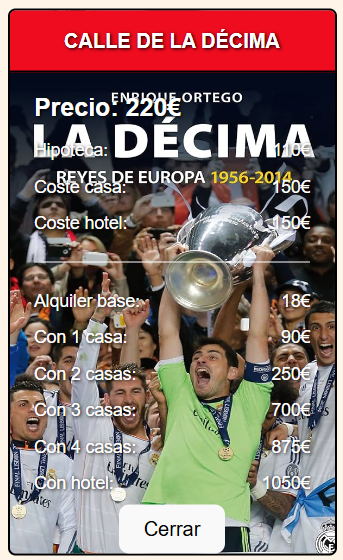 CALLE DE LA DÉCIMA
ENRIQUE ORTEGO
Precio: 220€
LA DÉCIMA
Hipoteca: 110€
REYES DE EUROPA 1956-2014
Coste casa: 150€
Coste hotel: 150€
Alquiler base: 18€
Con 1 casa: 90€
Con 2 casas: 250€
Con 3 casas: 700€
Con 4 casas: 875€
Con hotel: 1050€
Cerrar